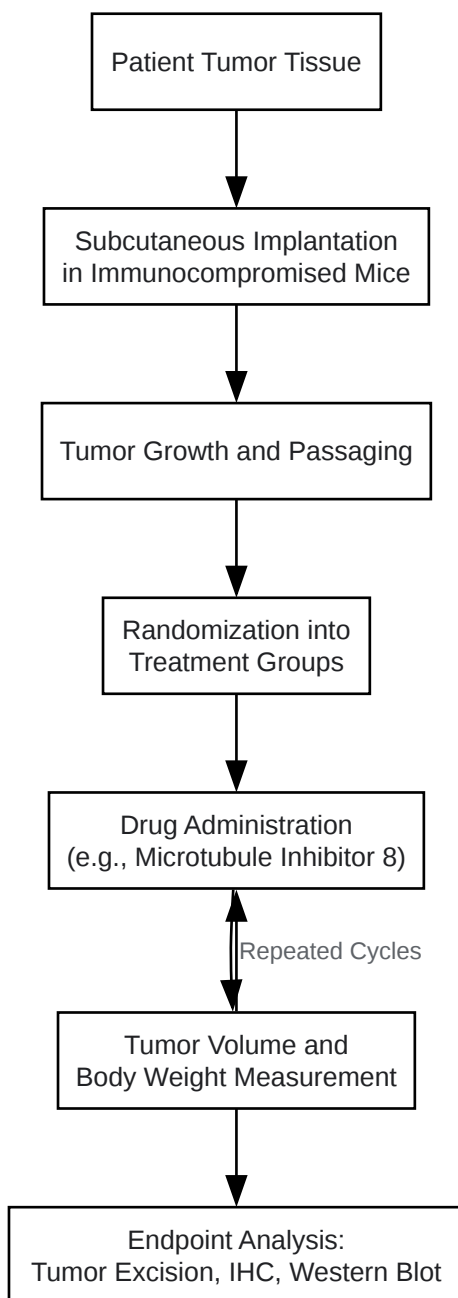 Patient Tumor Tissue
Subcutaneous Implantation
in Immunocompromised Mice
Tumor Growth and Passaging
Randomization into
Treatment Groups
Drug Administration
(e.g., Microtubule Inhibitor 8)
Repeated Cycles
Tumor Volume and
Body Weight Measurement
Endpoint Analysis:
Tumor Excision, IHC, Western Blot